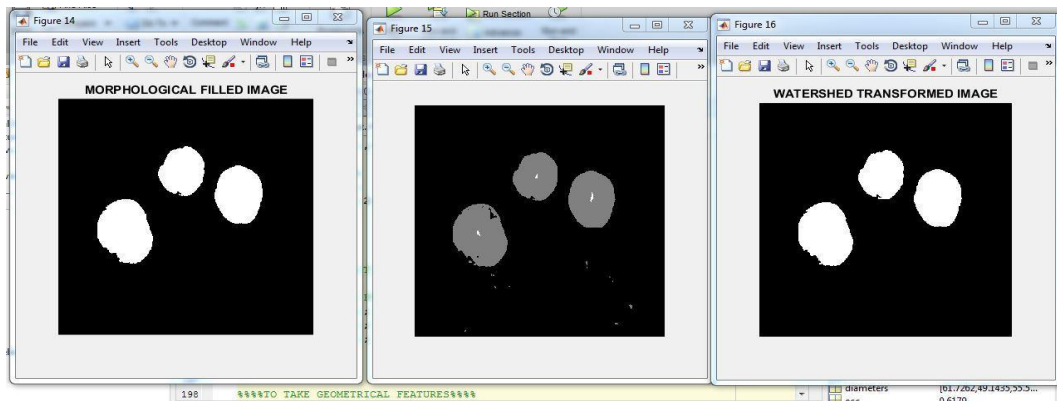 Run Section
Figure 14
File Edit View Insert Tools Desktop Window Help
MORPHOLOGICAL FILLED IMAGE
Figure 15
File Edit View Insert Tools Desktop Window Help
Figure 16
File Edit View Insert Tools Desktop Window Help
WATERSHED TRANSFORMED IMAGE
198 %%%%TO TAKE GEOMETRICAL FEATURES%%%%
diameters [61.7262,49.1435,55.5...
0.6179